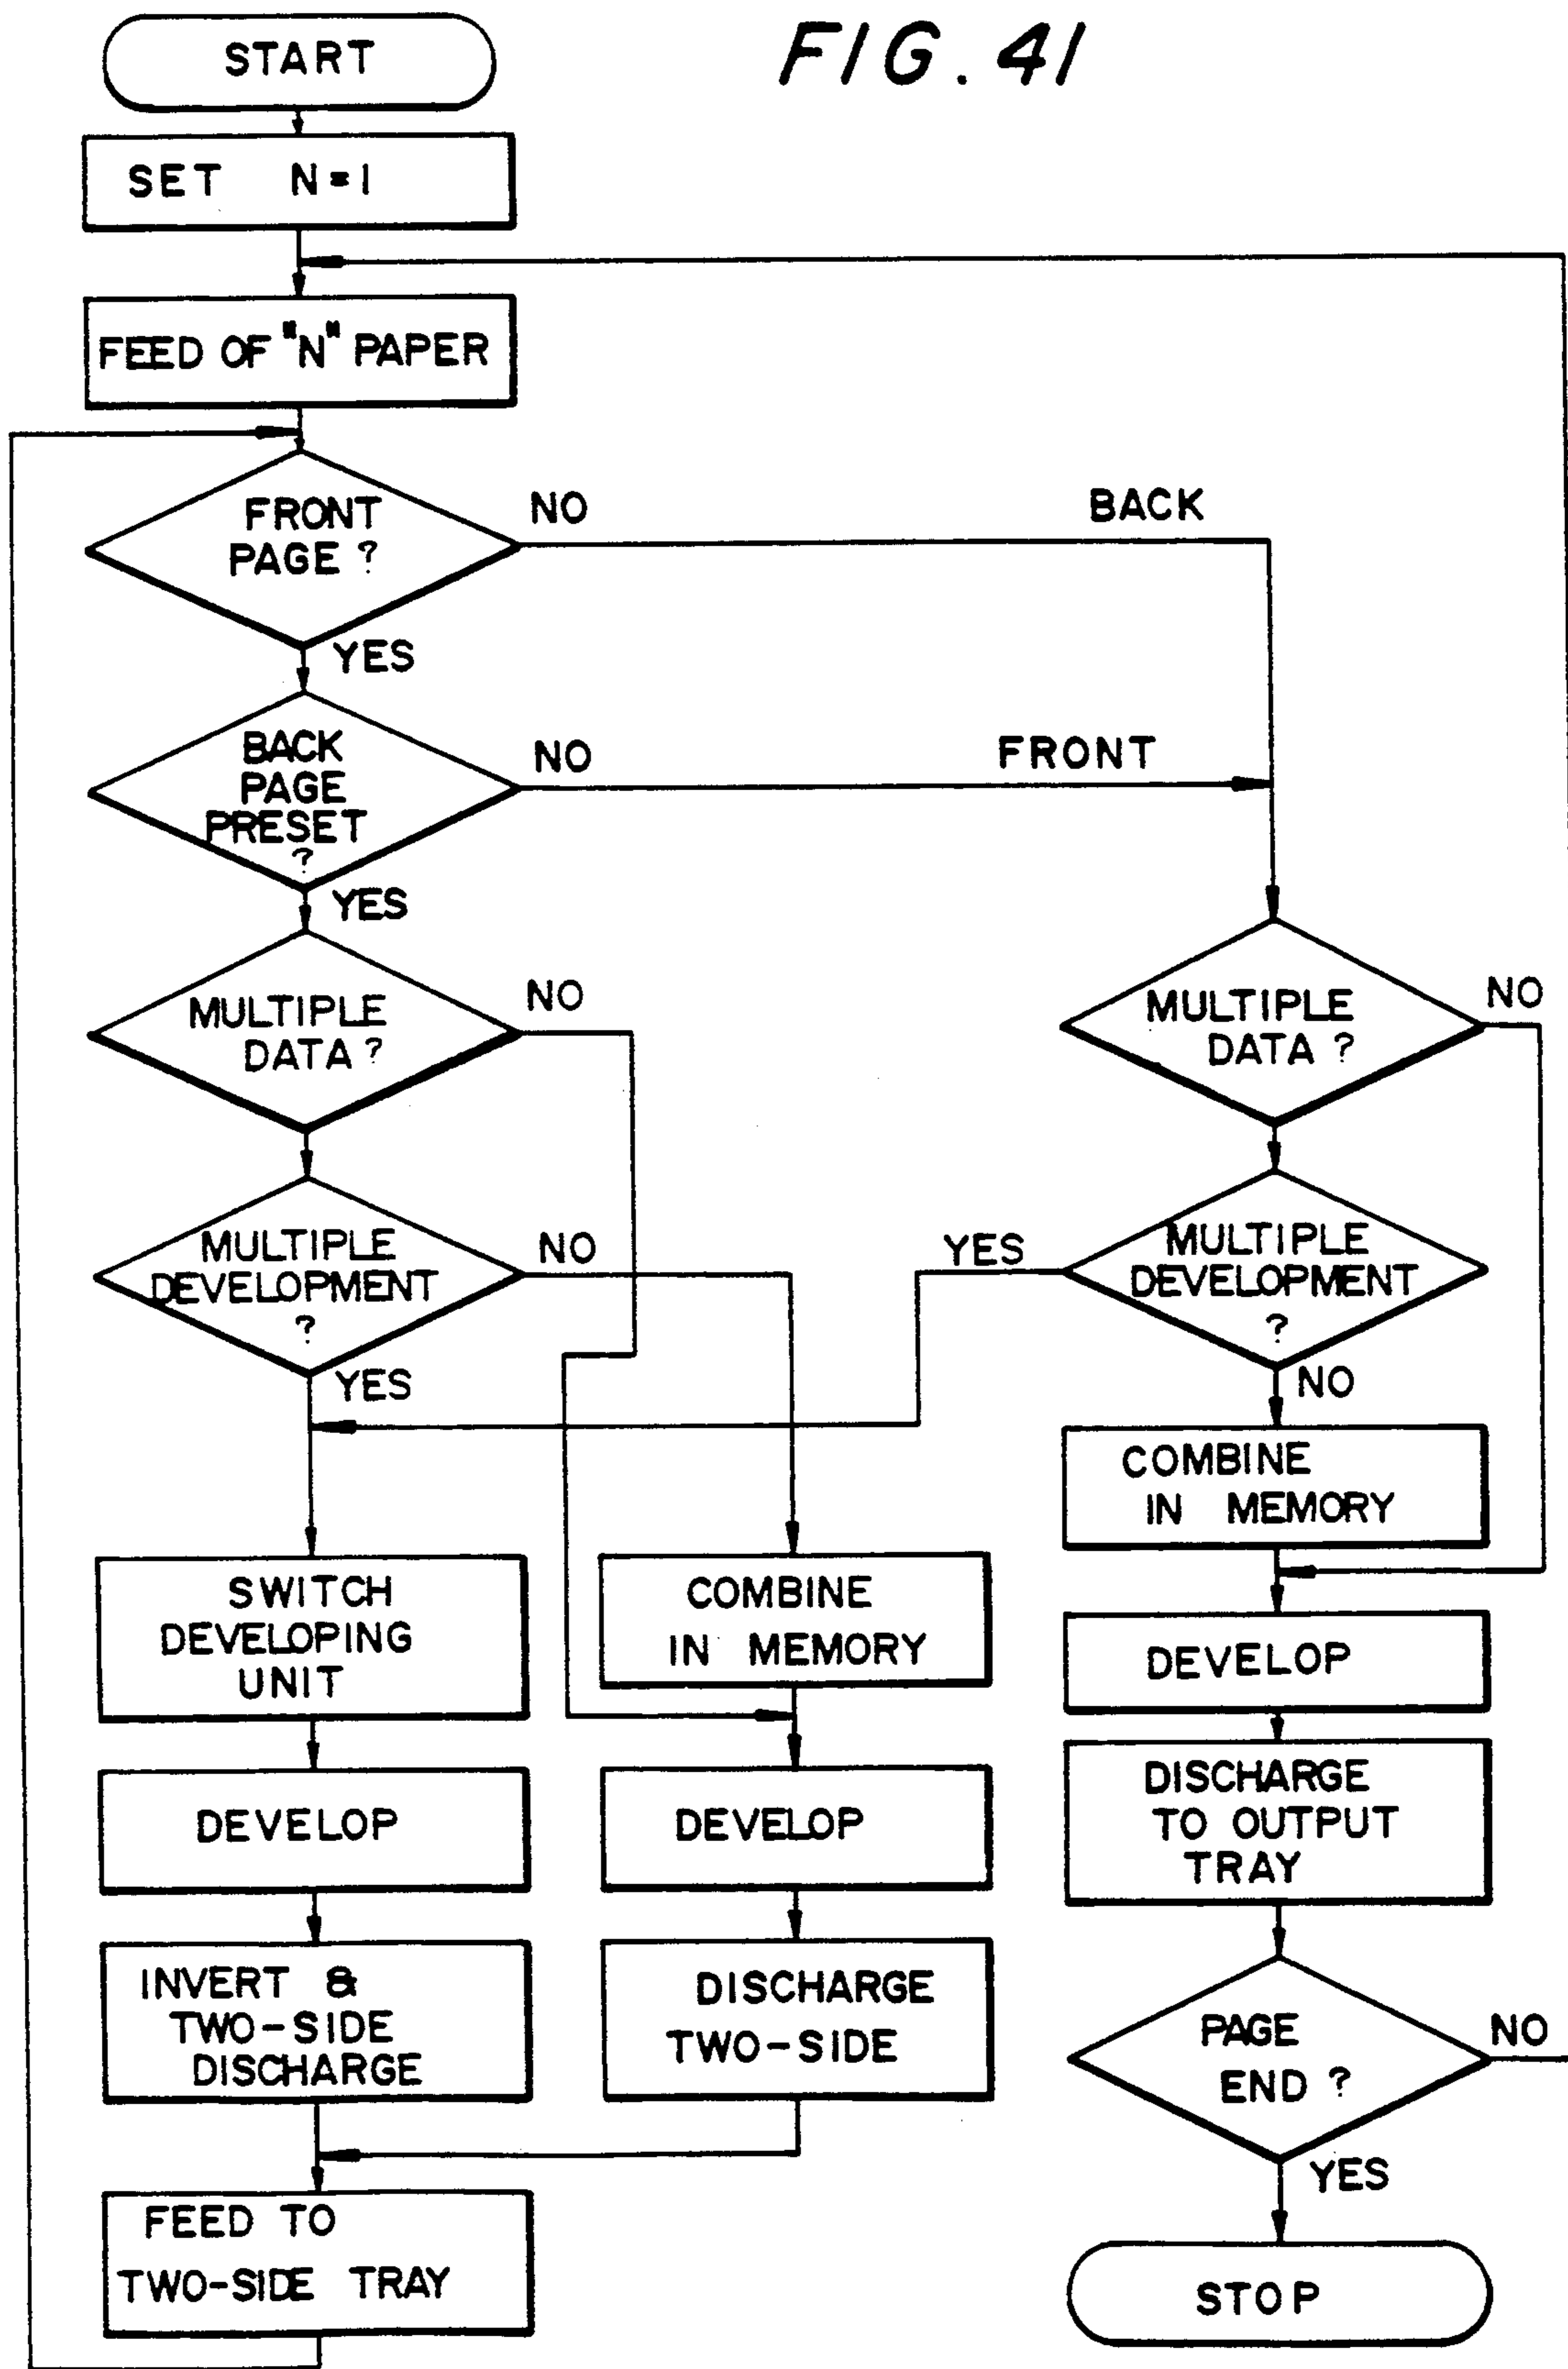 FIG. 41
START
SET N=1
FEED OF "N" PAPER
FRONT
PAGE ?
NO
BACK
YES
BACK
PAGE
PRESET
?
NO
FRONT
YES
MULTIPLE
DATA ?
NO
MULTIPLE
DATA ?
NO
MULTIPLE
DEVELOPMENT
?
NO
YES
YES
MULTIPLE
DEVELOPMENT
?
NO
COMBINE
IN MEMORY
SWITCH
DEVELOPING
UNIT
COMBINE
IN MEMORY
DEVELOP
DEVELOP
DEVELOP
DISCHARGE
TO OUTPUT
TRAY
INVERT &
TWO-SIDE
DISCHARGE
DISCHARGE
TWO-SIDE
PAGE
END ?
NO
YES
FEED TO
TWO-SIDE TRAY
STOP